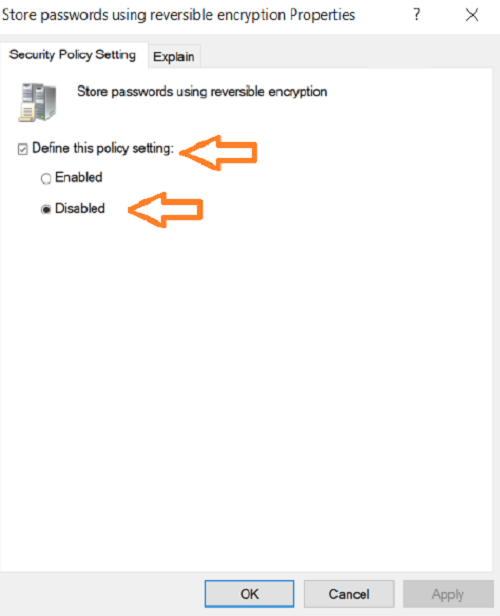 Store passwords using reversible encryption Properties
?
Security Policy Setting
Explain
Store passwords using reversible encryption
Define this policy setting:
Enabled
Disabled
OK
Cancel
Apply